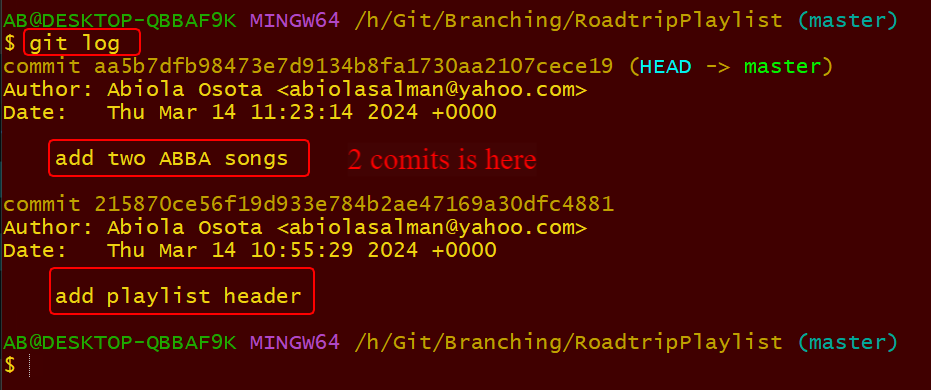 AB@DESKTOP-QBBAF9K MINGW64 /h/Git/Branching/RoadtripPlaylist (master)
$ git log
commit aa5b7dfb98473e7d9134b8fa1730aa2107cece19 (HEAD -> master)
Author: Abiola Osota <abiolasalman@yahoo.com>
Date:   Thu Mar 14 11:23:14 2024 +0000
add two ABBA songs 2 comits is here
commit 215870ce56f19d933e784b2ae47169a30dfc4881
Author: Abiola Osota <abiolasalman@yahoo.com>
Date:   Thu Mar 14 10:55:29 2024 +0000
add playlist header
AB@DESKTOP-QBBAF9K MINGW64 /h/Git/Branching/RoadtripPlaylist (master)
$